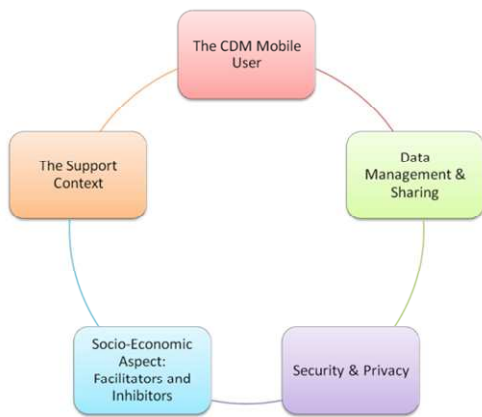 The CDM Mobile
User
Data
Management &
Sharing
Security & Privacy
Socio-Economic
Aspect:
Facilitators and
Inhibitors
The Support
Context